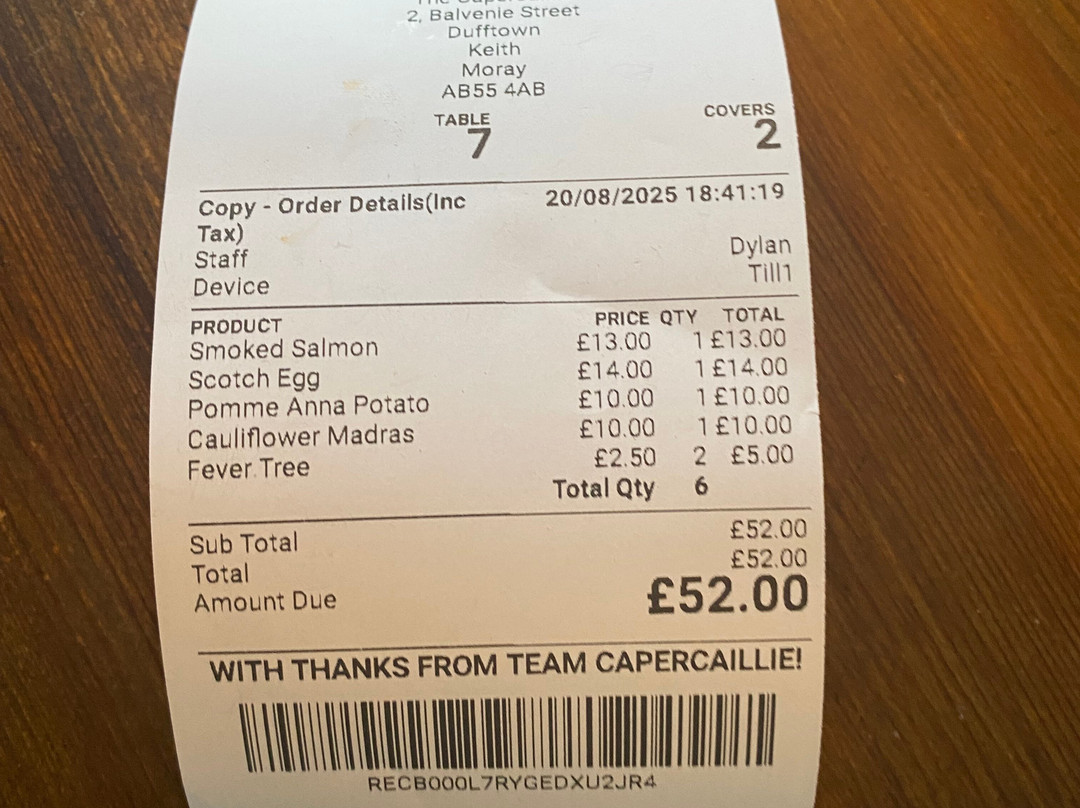 2, Balvenie Street
Dufftown
Keith
Moray
AB55 4AB
TABLE COVERS
7 2
Copy - Order Details(Inc 20/08/2025 18:41:19
Tax)
Staff Dylan
Device Till1
PRODUCT PRICE QTY TOTAL
Smoked Salmon £13.00 1 £13.00
Scotch Egg £14.00 1 £14.00
Pomme Anna Potato £10.00 1 £10.00
Cauliflower Madras £10.00 1 £10.00
Fever Tree £2.50 2 £5.00
Total Qty 6
Sub Total £52.00
Total £52.00
Amount Due £52.00
WITH THANKS FROM TEAM CAPERCAILLIE!
RECB000L7RYGEDXU2JR4